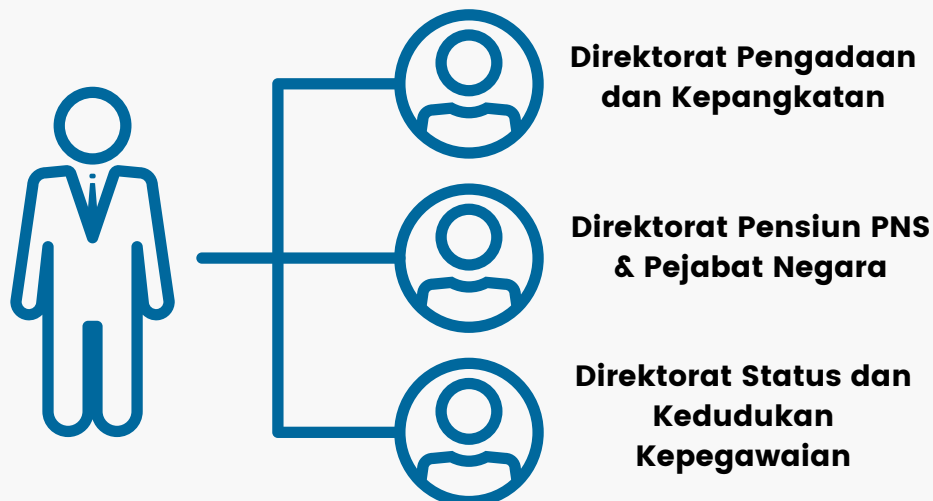 Direktorat Pengadaan
dan Kepangkatan
Direktorat Pensiun PNS
& Pejabat Negara
Direktorat Status dan
Kedudukan
Kepegawaian